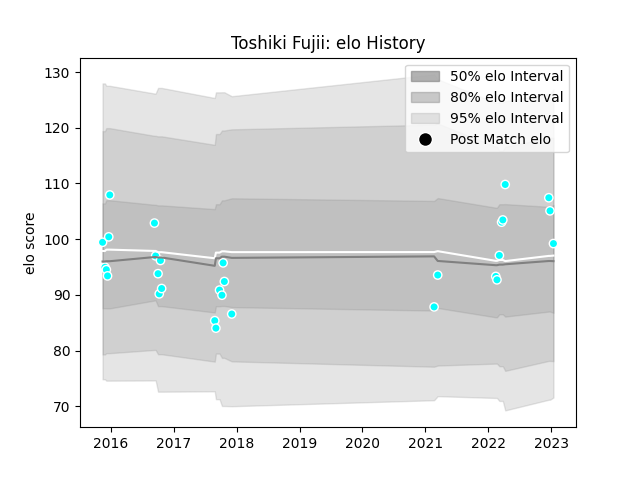 Toshiki Fujii: elo History
50% elo Interval
80% elo Interval
95% elo Interval
Post Match elo
elo score
130
120
110
100
90
80
70
2016 2017 2018 2019 2020 2021 2022 2023